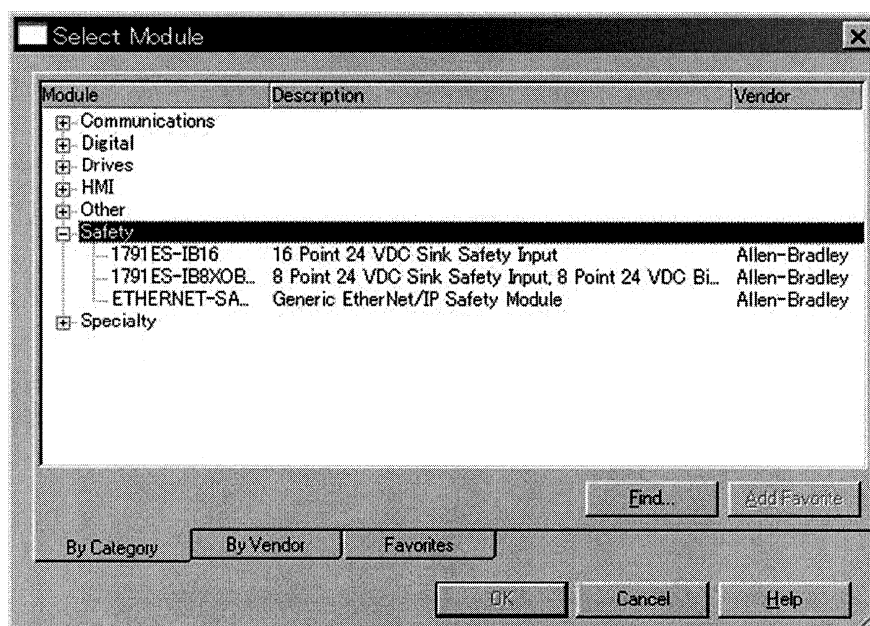 Select Module
Module Description Vendor
Communications
Digital
Drives
HMI
Other
Safety
1791ES-IB16 16 Point 24 VDC Sink Safety Input Allen-Bradley
1791ES-IB8XOB... 8 Point 24 VDC Sink Safety Input, 8 Point 24 VDC Bi... Allen-Bradley
ETHERNET-SA... Generic EtherNet/IP Safety Module Allen-Bradley
Specialty
Find... Add Favorite
By Category By Vendor Favorites
OK Cancel Help